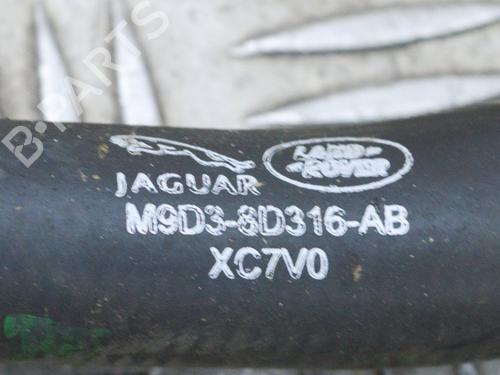 B-PARTS
JAGUAR
LAND-
-ROVER
M9D3-8D316-AB
XC7V0